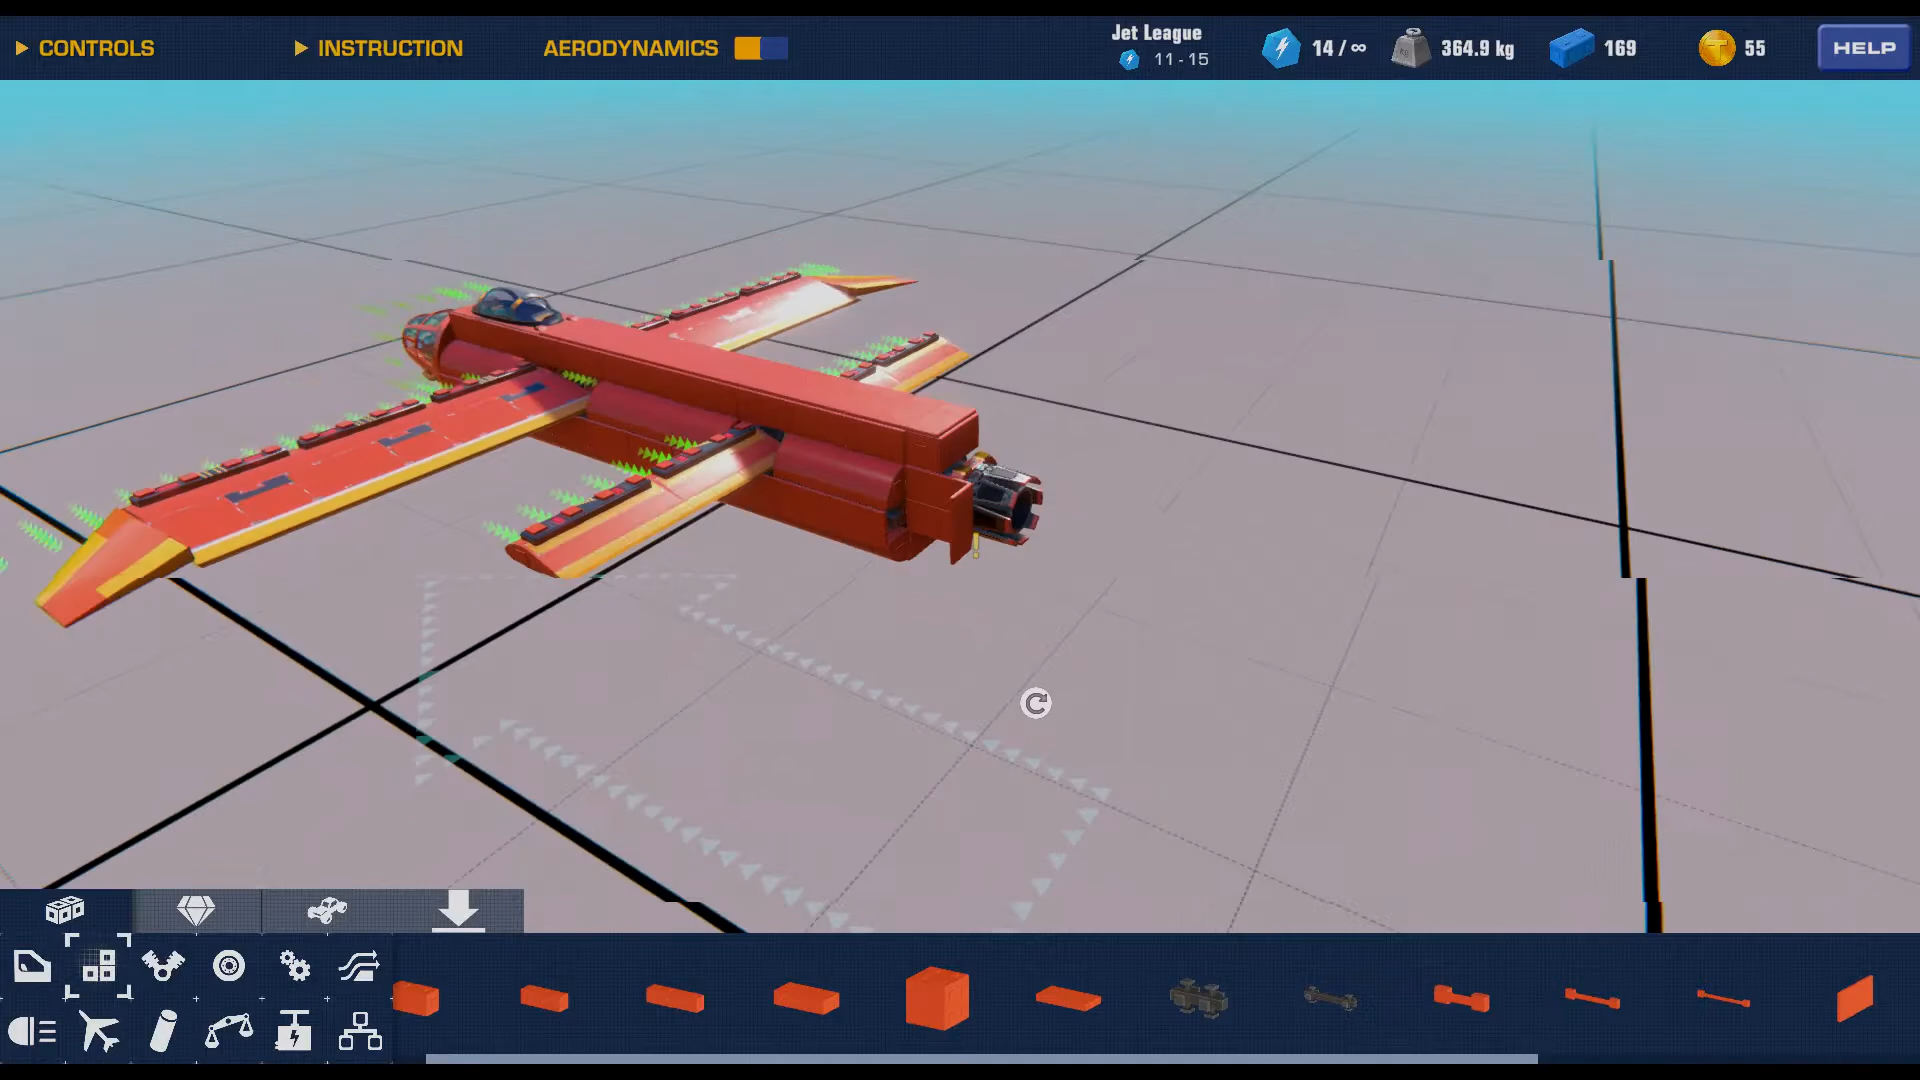 CONTROLS
INSTRUCTION
AERODYNAMICS
Jet League
11 - 15
14 / ∞
364.9 kg
169
55
HELP